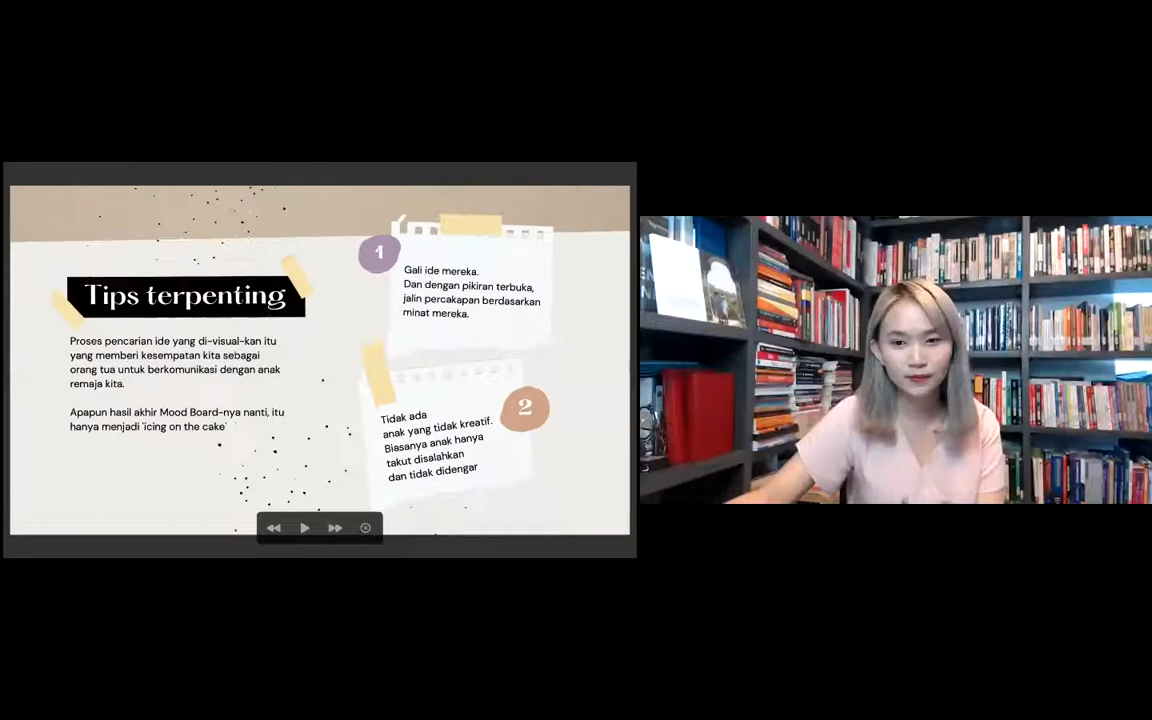 Tips terpenting
Proses pencarian ide yang di-visual-kan itu
yang memberi kesempatan kita sebagai
orang tua untuk berkomunikasi dengan anak
remaja kita.
Apapun hasil akhir Mood Board-nya nanti, itu
hanya menjadi 'icing on the cake'
1
Gali ide mereka.
Dan dengan pikiran terbuka,
jalin percakapan berdasarkan
minat mereka.
2
Tidak ada
anak yang tidak kreatif.
Biasanya anak hanya
takut disalahkan
dan tidak didengar